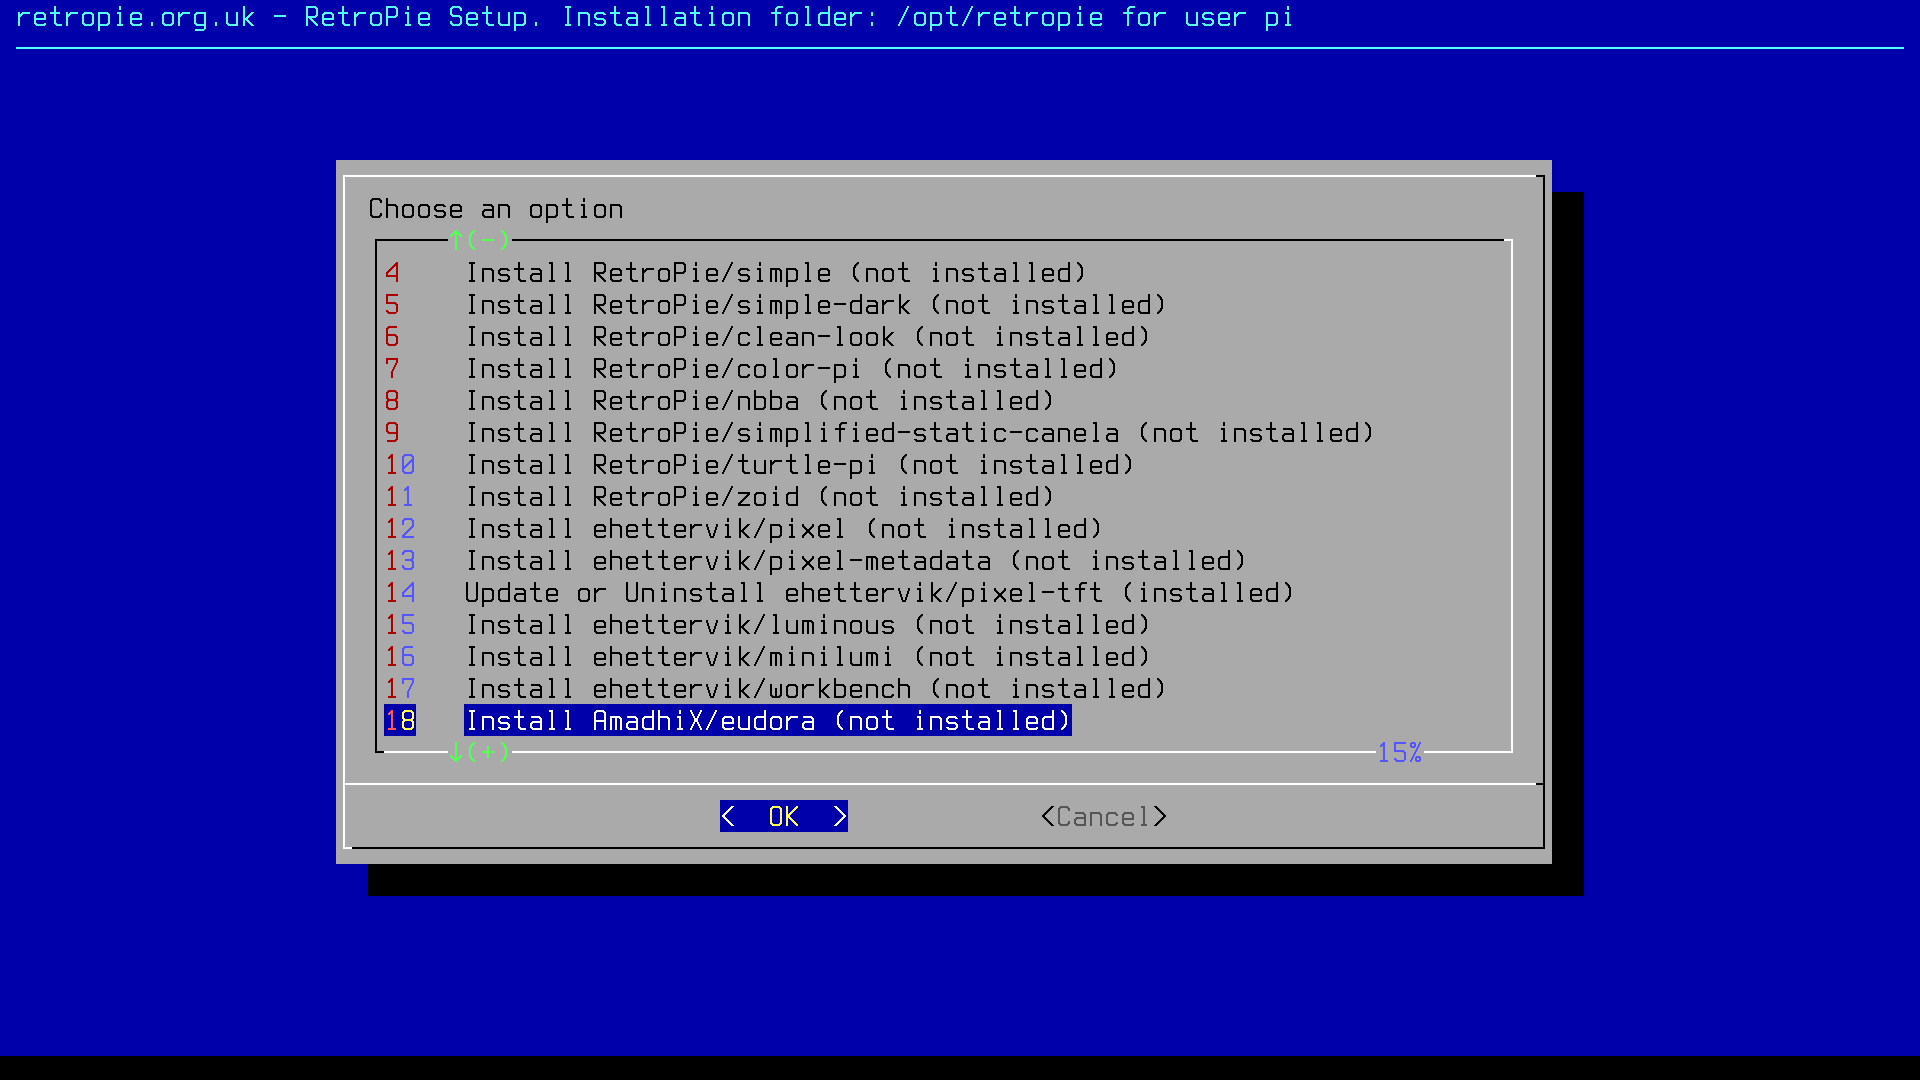 retropie.org.uk - RetroPie Setup. Installation folder: /opt/retropie for user pi
Choose an option
↑(-)
4 Install RetroPie/simple (not installed)
5 Install RetroPie/simple-dark (not installed)
6 Install RetroPie/clean-look (not installed)
7 Install RetroPie/color-pi (not installed)
8 Install RetroPie/nbba (not installed)
9 Install RetroPie/simplified-static-canela (not installed)
10 Install RetroPie/turtle-pi (not installed)
11 Install RetroPie/zoid (not installed)
12 Install ehettervik/pixel (not installed)
13 Install ehettervik/pixel-metadata (not installed)
14 Update or Uninstall ehettervik/pixel-tft (installed)
15 Install ehettervik/luminous (not installed)
16 Install ehettervik/minilumi (not installed)
17 Install ehettervik/workbench (not installed)
18 Install AmadhiX/eudora (not installed)
↓(+) 15%
< OK > <Cancel>